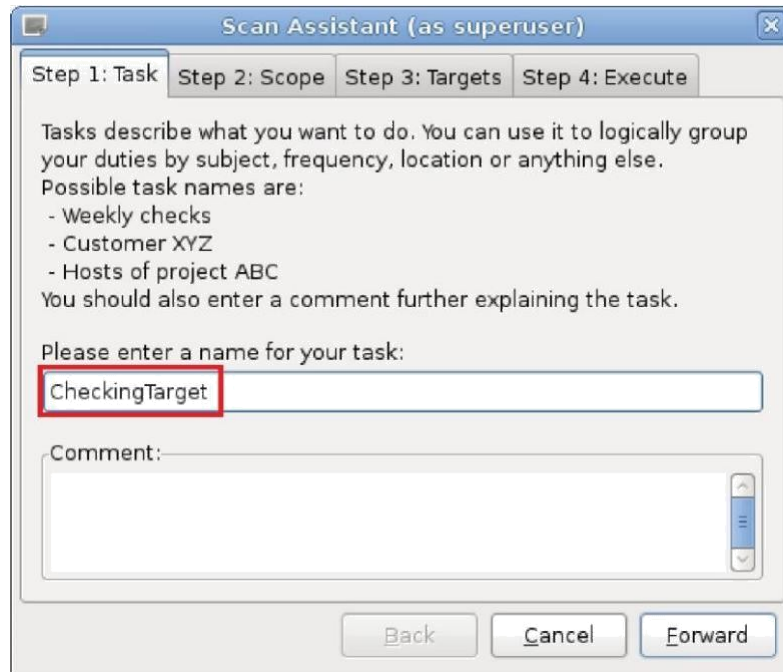 Scan Assistant (as superuser)
Step 1: Task Step 2: Scope Step 3: Targets Step 4: Execute
Tasks describe what you want to do. You can use it to logically group
your duties by subject, frequency, location or anything else.
Possible task names are:
- Weekly checks
- Customer XYZ
- Hosts of project ABC
You should also enter a comment further explaining the task.
Please enter a name for your task:
CheckingTarget
Comment:
Back Cancel Forward